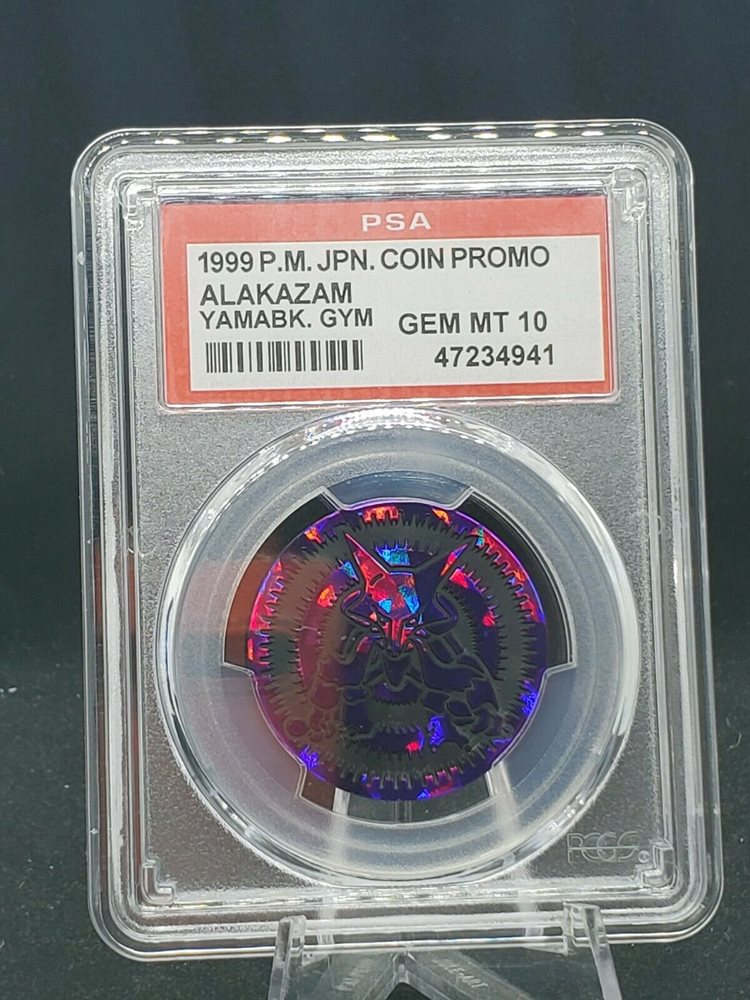 PSA
1999 P.M. JPN. COIN PROMO
ALAKAZAM
YAMABK. GYM GEM MT 10
47234941
PCGS